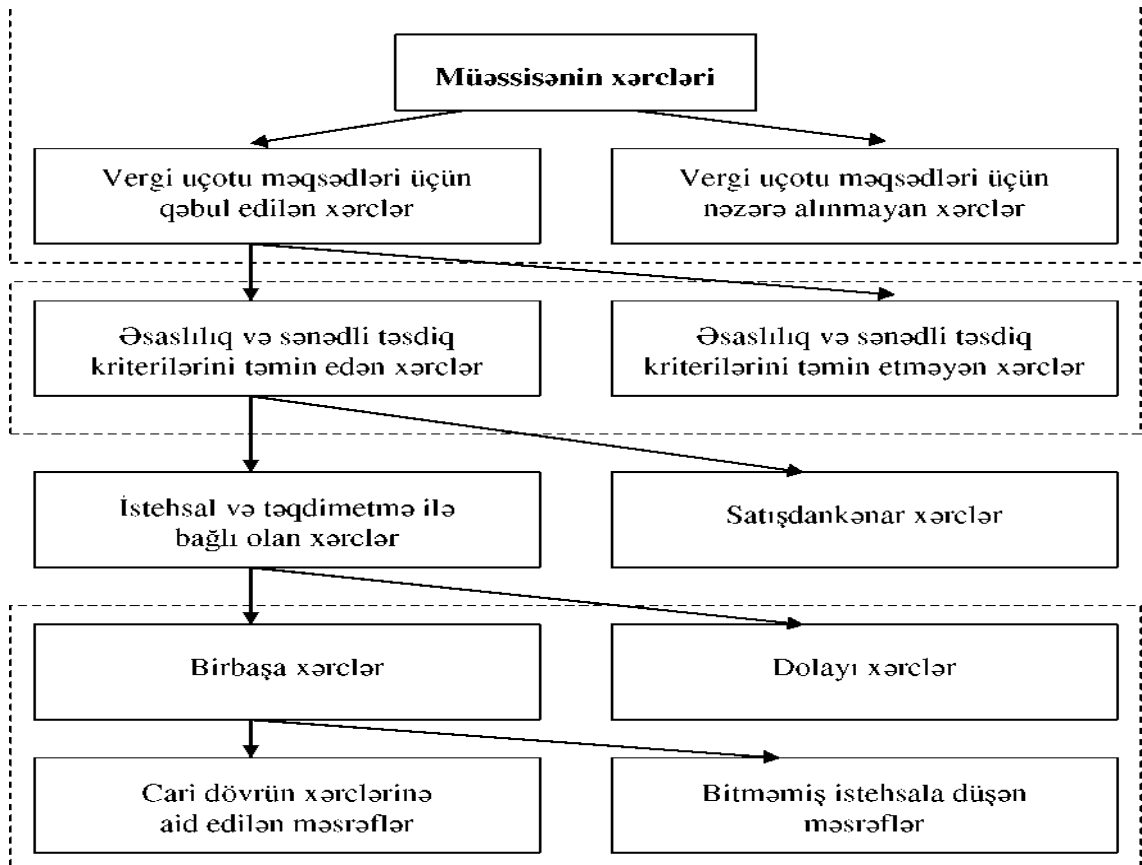 Müəssisənin xərcləri
Vergi uçotu məqsədləri üçün
qəbul edilən xərclər
Vergi uçotu məqsədləri üçün
nəzərə alınmayan xərclər
Əsaslılıq və sənədli təsdiq
kriterilərini təmin edən xərclər
Əsaslılıq və sənədli təsdiq
kriterilərini təmin etməyən xərclər
İstehsal və təqdimetmə ilə
bağlı olan xərclər
Satışdankənar xərclər
Birbaşa xərclər
Dolayı xərclər
Cari dövrün xərclərinə
aid edilən məsrəflər
Bitməmiş istehsala düşən
məsrəflər